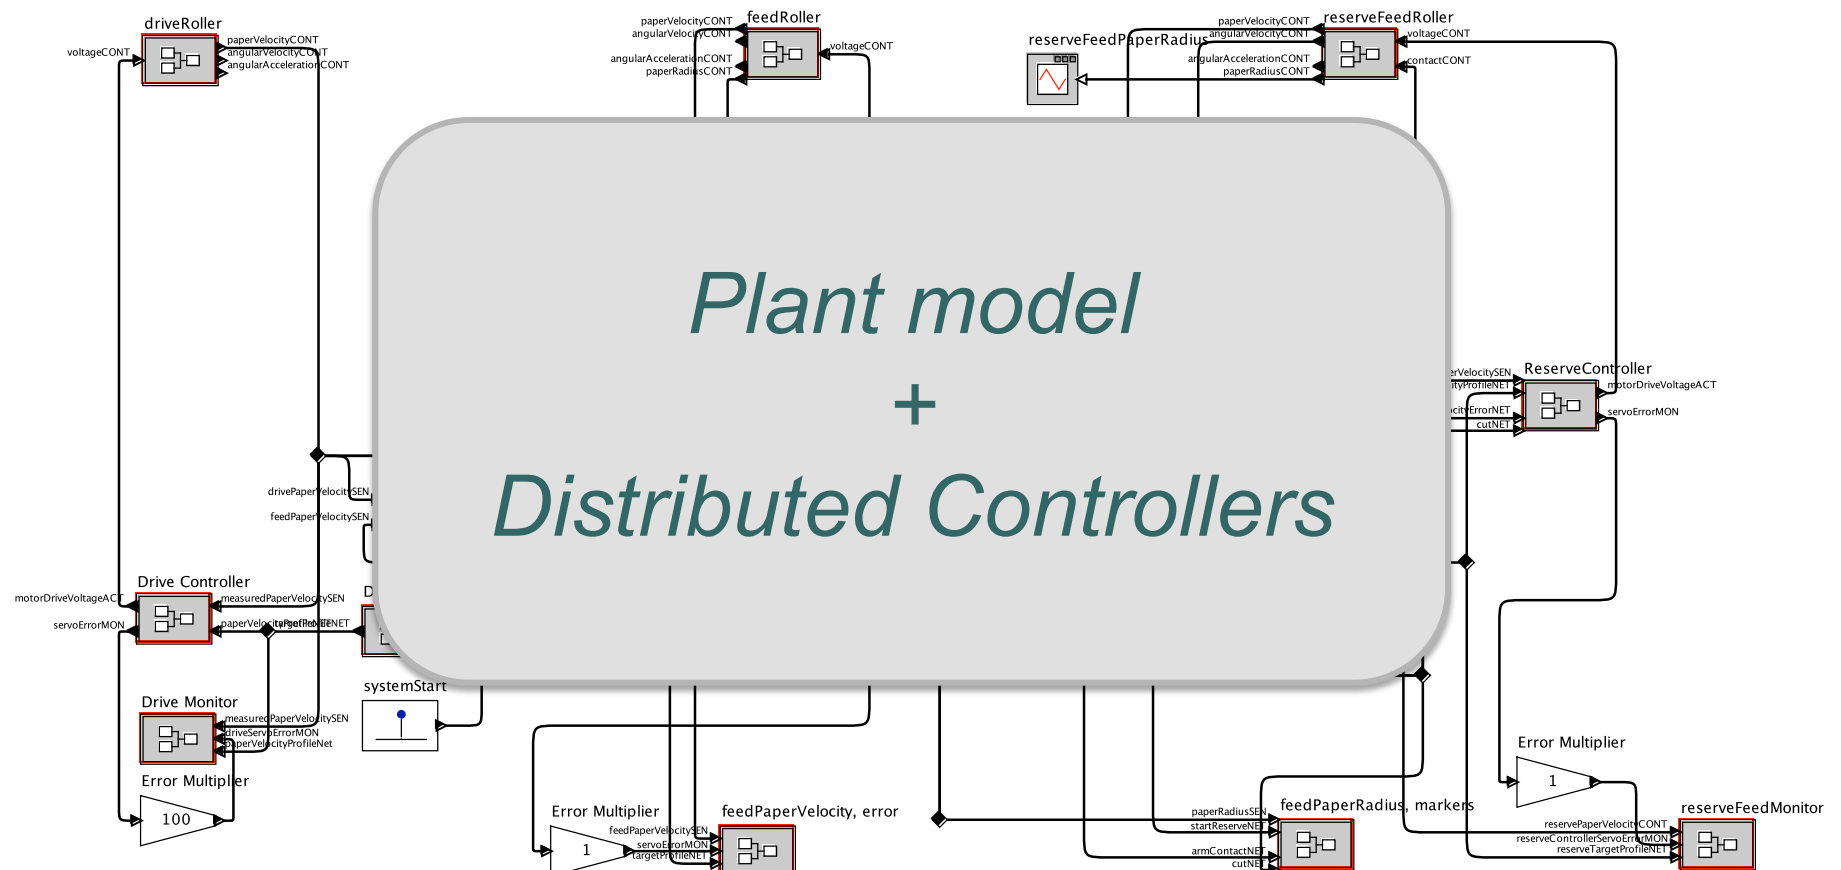 driveRoller
feedRoller
reserveFeedRoller
voltageCONT
paperVelocityCONT
angularVelocityCONT
angularAccelerationCONT
paperVelocityCONT
angularVelocityCONT
angularAccelerationCONT
paperRadiusCONT
voltageCONT
reserveFeedPaperRadius
paperVelocityCONT
angularVelocityCONT
angularAccelerationCONT
paperRadiusCONT
voltageCONT
contactCONT
Plant model
+
Distributed Controllers
erVelocitySEN
ityProfileNET
ocityErrorNET
cutNET
ReserveController
motorDriveVoltageACT
servoErrorMON
drivePaperVelocitySEN
feedPaperVelocitySEN
Drive Controller
D
motorDriveVoltageACT
servoErrorMON
measuredPaperVelocitySEN
systemStart
Drive Monitor
measuredPaperVelocitySEN
driveServoErrorMON
paperVelocityProfileNet
Error Multiplier
100
Error Multiplier
1
feedPaperVelocitySEN
servoErrorMON
targetProfileNET
feedPaperVelocity, error
paperRadiusSEN
startReserveNET
armContactNET
cutNET
feedPaperRadius, markers
Error Multiplier
1
reservePaperVelocityCONT
reserveControllerServoErrorMON
reserveTargetProfileNET
reserveFeedMonitor